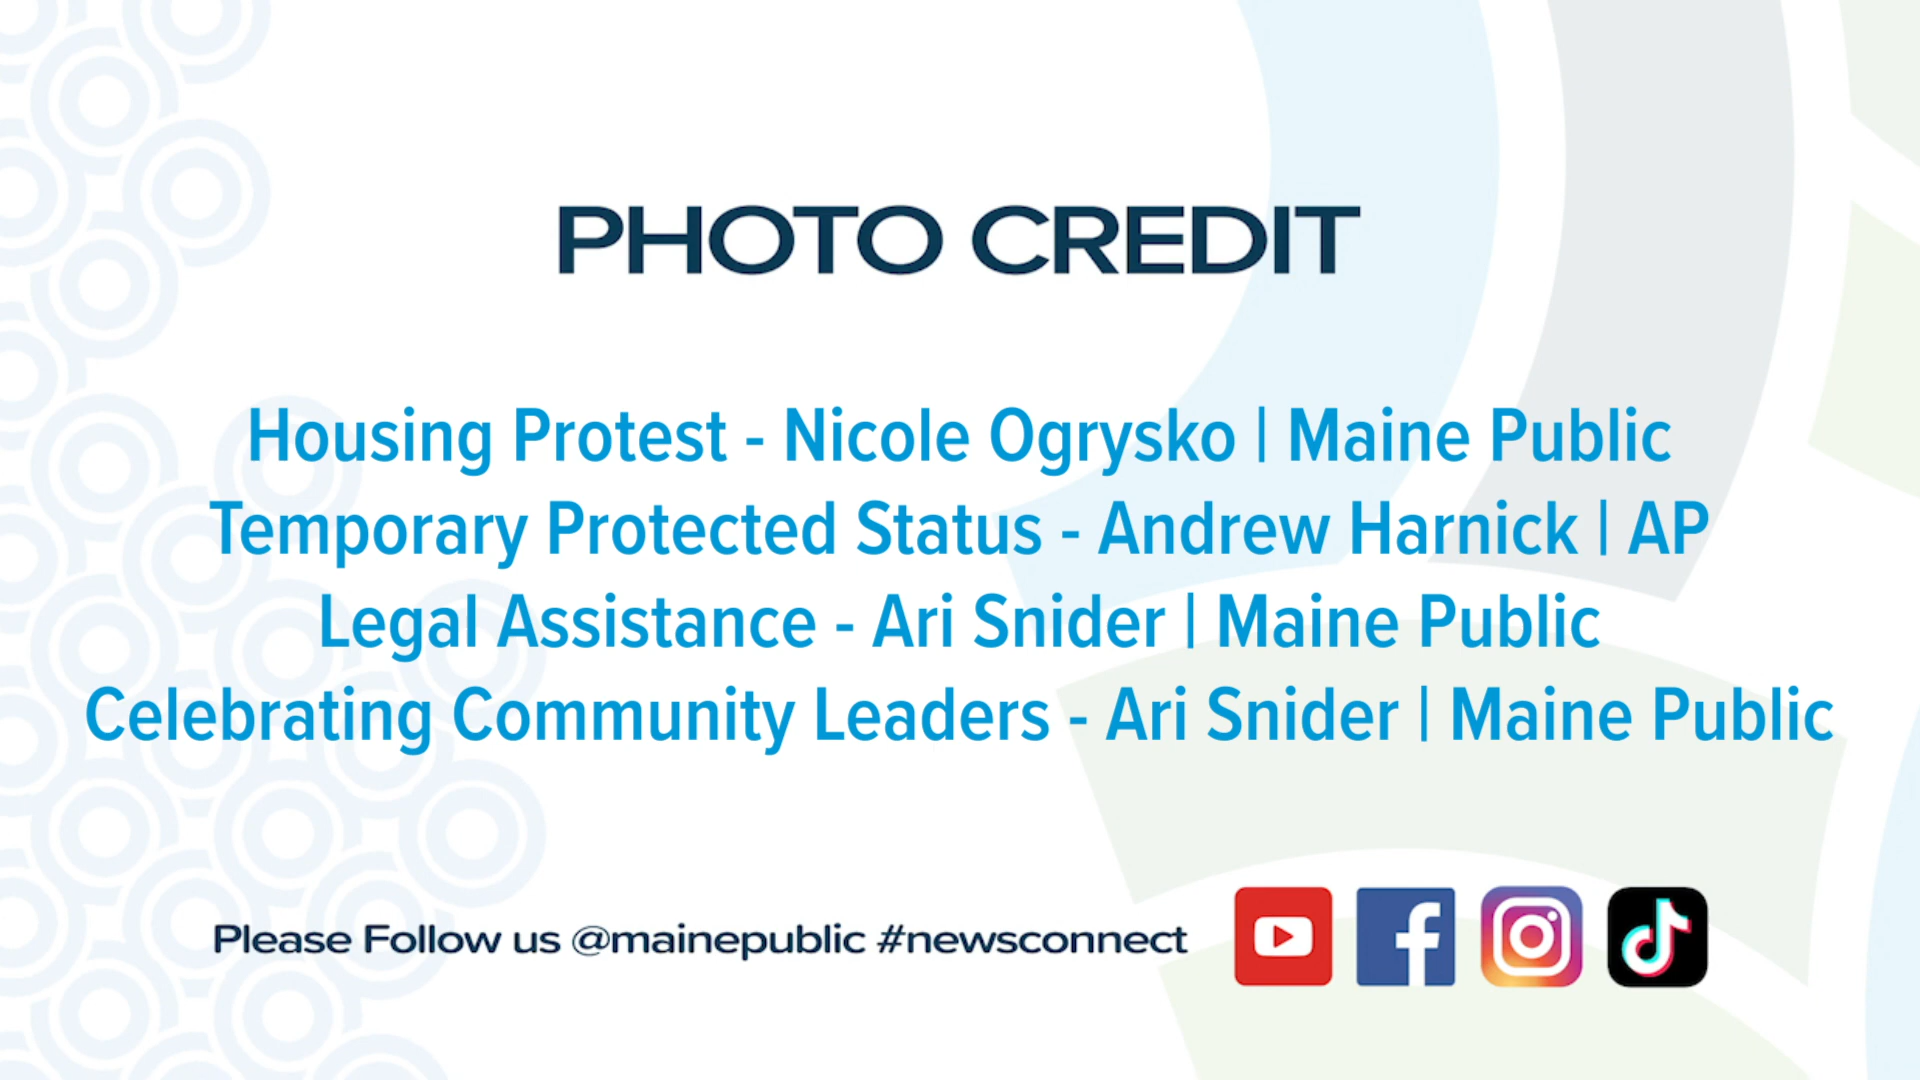 PHOTO CREDIT
Housing Protest - Nicole Ogrysko | Maine Public
Temporary Protected Status - Andrew Harnick | AP
Legal Assistance - Ari Snider | Maine Public
Celebrating Community Leaders - Ari Snider | Maine Public
Please Follow us @mainepublic #newsconnect